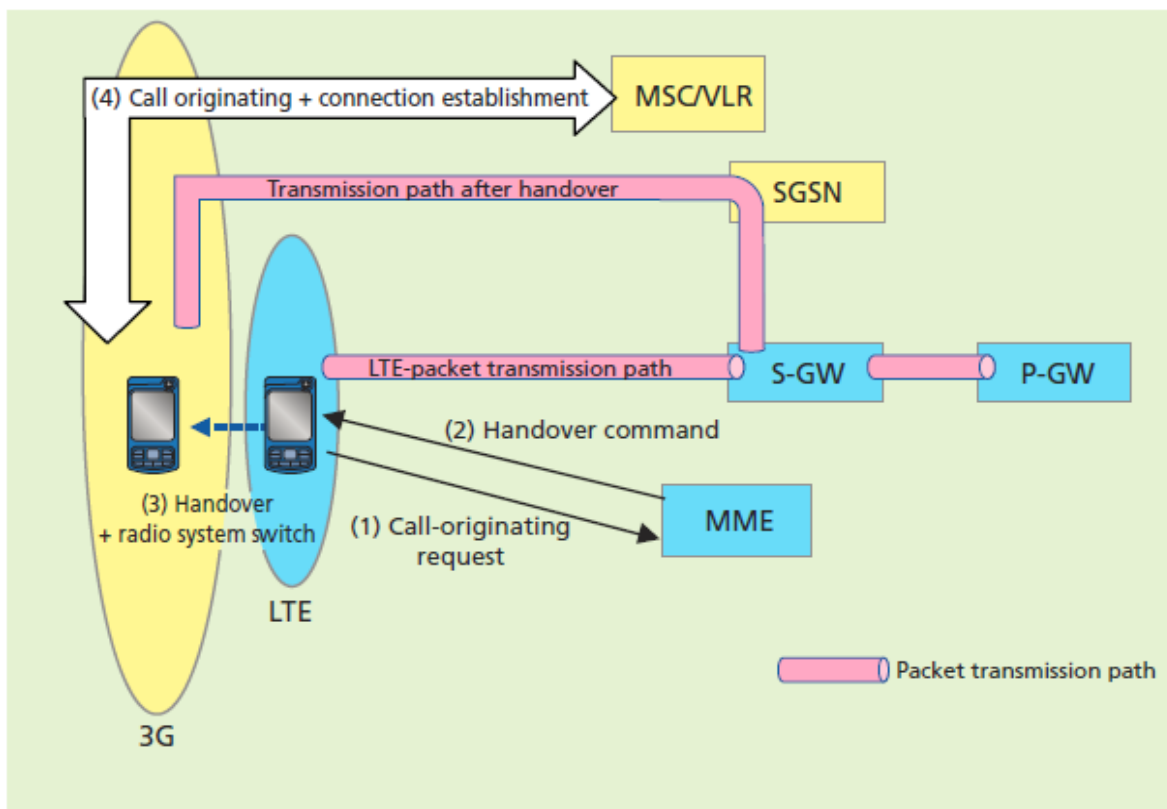 (4) Call originating + connection establishment
MSC/VLR
Transmission path after handover
SGSN
LTE-packet transmission path
S-GW
P-GW
(2) Handover command
(3) Handover
+ radio system switch
(1) Call-originating
request
MME
LTE
Packet transmission path
3G